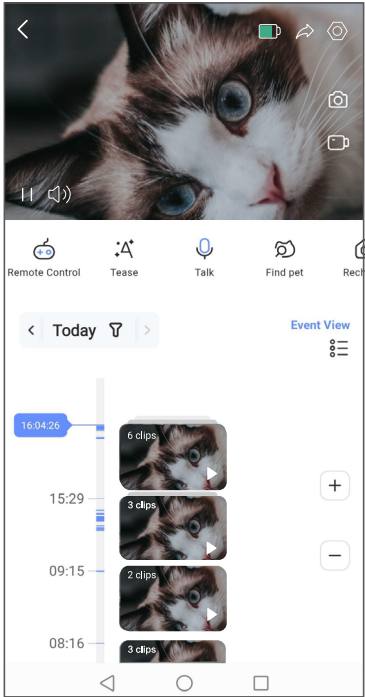 Remote Control
Tease
Talk
Find pet
Rech
Today
Event View
16:04:26
6 clips
3 clips
15:29
2 clips
09:15
3 clips
08:16